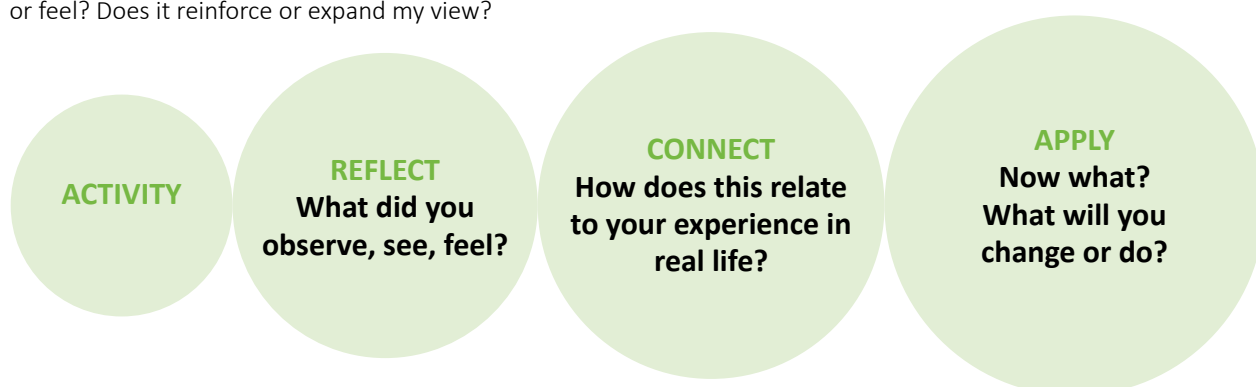 or feel? Does it reinforce or expand my view?
ACTIVITY
REFLECT
What did you
observe, see, feel?
CONNECT
How does this relate
to your experience in
real life?
APPLY
Now what?
What will you
change or do?